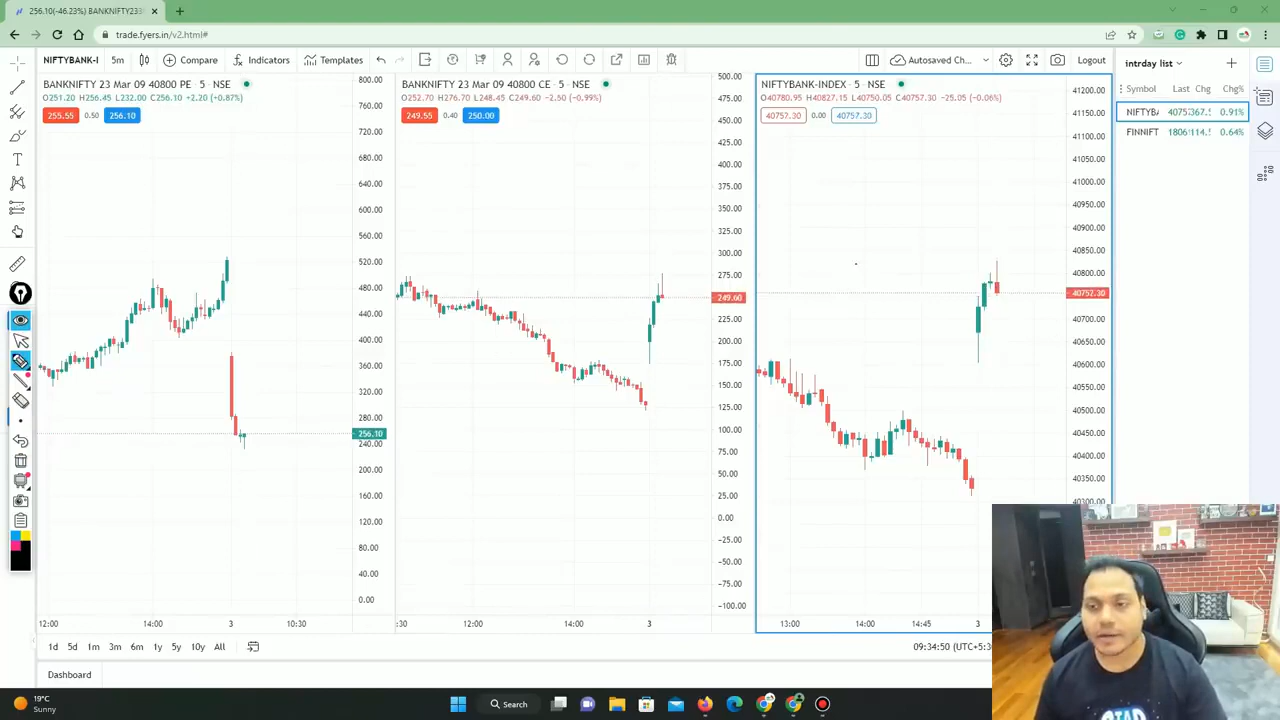 256.10(-46.23%) BANKNIFTY23
trade.fyers.in/v2.html#
NIFTYBANK-I 5m Compare Indicators Templates Autosaved Ch... Logout
BANKNIFTY 23 Mar 09 40800 PE · 5 · NSE
O251.20 H256.45 L232.00 C256.10 +2.20 (+0.87%)
255.55 0.50 256.10
800.00
760.00
720.00
680.00
640.00
600.00
560.00
520.00
480.00
440.00
400.00
360.00
320.00
280.00
256.10
240.00
200.00
160.00
120.00
80.00
40.00
0.00
12:00 14:00 3 10:30
BANKNIFTY 23 Mar 09 40800 CE · 5 · NSE
O252.70 H276.70 L248.45 C249.60 -2.50 (-0.99%)
249.55 0.40 250.00
500.00
475.00
450.00
425.00
400.00
375.00
350.00
325.00
300.00
275.00
249.60
225.00
200.00
175.00
150.00
125.00
100.00
75.00
50.00
25.00
0.00
-25.00
-50.00
-75.00
-100.00
:30 12:00 14:00 3
NIFTYBANK-INDEX · 5 · NSE
O40780.95 H40827.15 L40750.05 C40757.30 -25.05 (-0.06%)
40757.30 0.00 40757.30
41200.00
41150.00
41100.00
41050.00
41000.00
40950.00
40900.00
40850.00
40800.00
40757.30
40700.00
40650.00
40600.00
40550.00
40500.00
40450.00
40400.00
40350.00
40300.00
13:00 14:00 14:45 3
intrday list
Symbol Last Chg Chg%
NIFTYBA 4075 367. 0.91%
FINNIFT 1806 114.5 0.64%
1d 5d 1m 3m 6m 1y 5y 10y All
09:34:50 (UTC+5:3
Dashboard
19°C
Sunny
Search